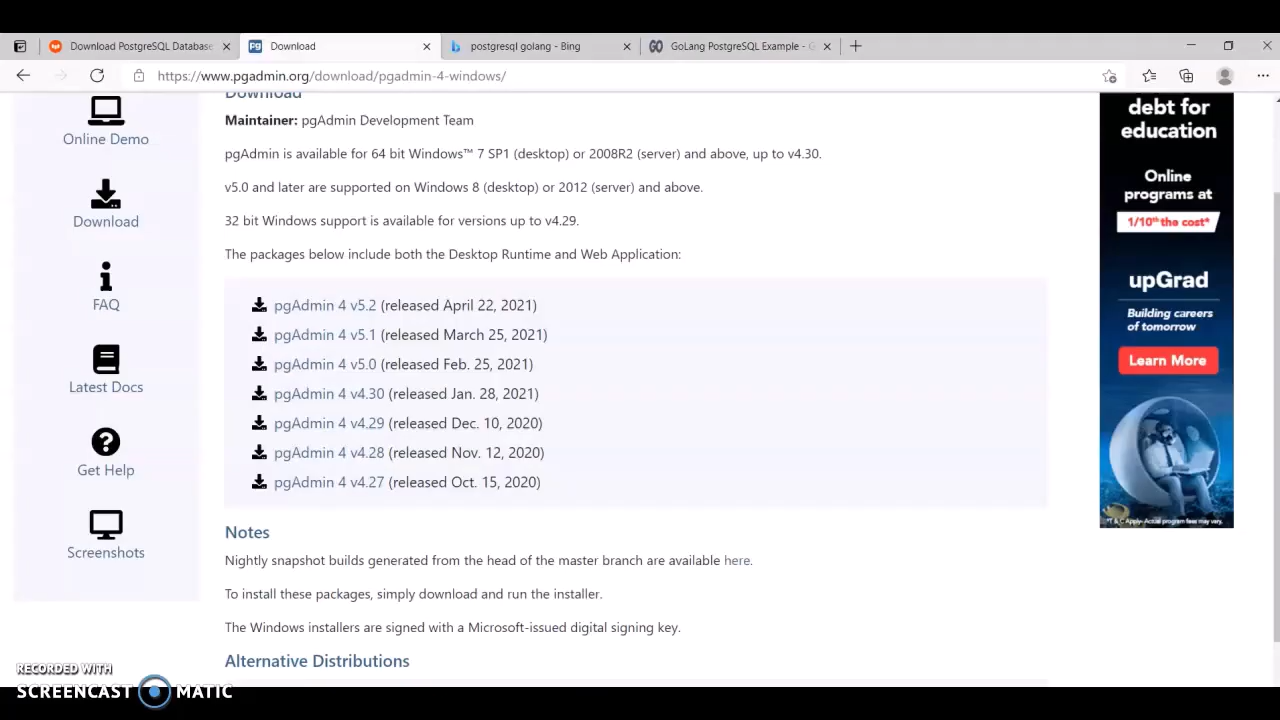 Download PostgreSQL Database
Download
postgresql golang - Bing
GoLang PostgreSQL Example - G
https://www.pgadmin.org/download/pgadmin-4-windows/
Online Demo
Download
FAQ
Latest Docs
Get Help
Screenshots
Download
Maintainer: pgAdmin Development Team
pgAdmin is available for 64 bit Windows™ 7 SP1 (desktop) or 2008R2 (server) and above, up to v4.30.
v5.0 and later are supported on Windows 8 (desktop) or 2012 (server) and above.
32 bit Windows support is available for versions up to v4.29.
The packages below include both the Desktop Runtime and Web Application:
pgAdmin 4 v5.2 (released April 22, 2021)
pgAdmin 4 v5.1 (released March 25, 2021)
pgAdmin 4 v5.0 (released Feb. 25, 2021)
pgAdmin 4 v4.30 (released Jan. 28, 2021)
pgAdmin 4 v4.29 (released Dec. 10, 2020)
pgAdmin 4 v4.28 (released Nov. 12, 2020)
pgAdmin 4 v4.27 (released Oct. 15, 2020)
Notes
Nightly snapshot builds generated from the head of the master branch are available here.
To install these packages, simply download and run the installer.
The Windows installers are signed with a Microsoft-issued digital signing key.
Alternative Distributions
debt for
education
Online
programs at
1/10th the cost*
upGrad
Building careers
of tomorrow
Learn More
*T & C Apply- Actual program fees may vary.
RECORDED WITH
SCREENCAST MATIC